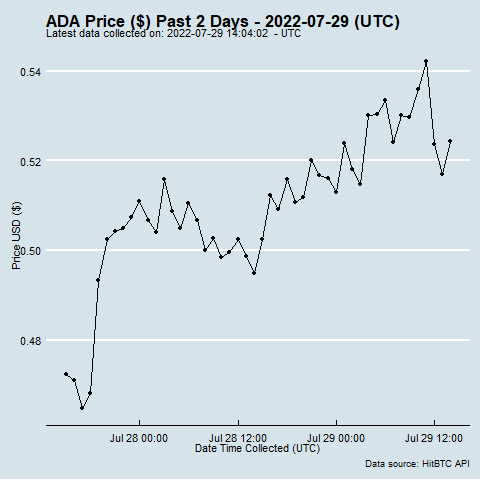 ADA Price ($) Past 2 Days - 2022-07-29 (UTC)
Latest data collected on: 2022-07-29 14:04:02  - UTC
0.54
0.52
0.50
0.48
Price USD ($)
Jul 28 00:00 Jul 28 12:00 Jul 29 00:00 Jul 29 12:00
Date Time Collected (UTC)
Data source: HitBTC API